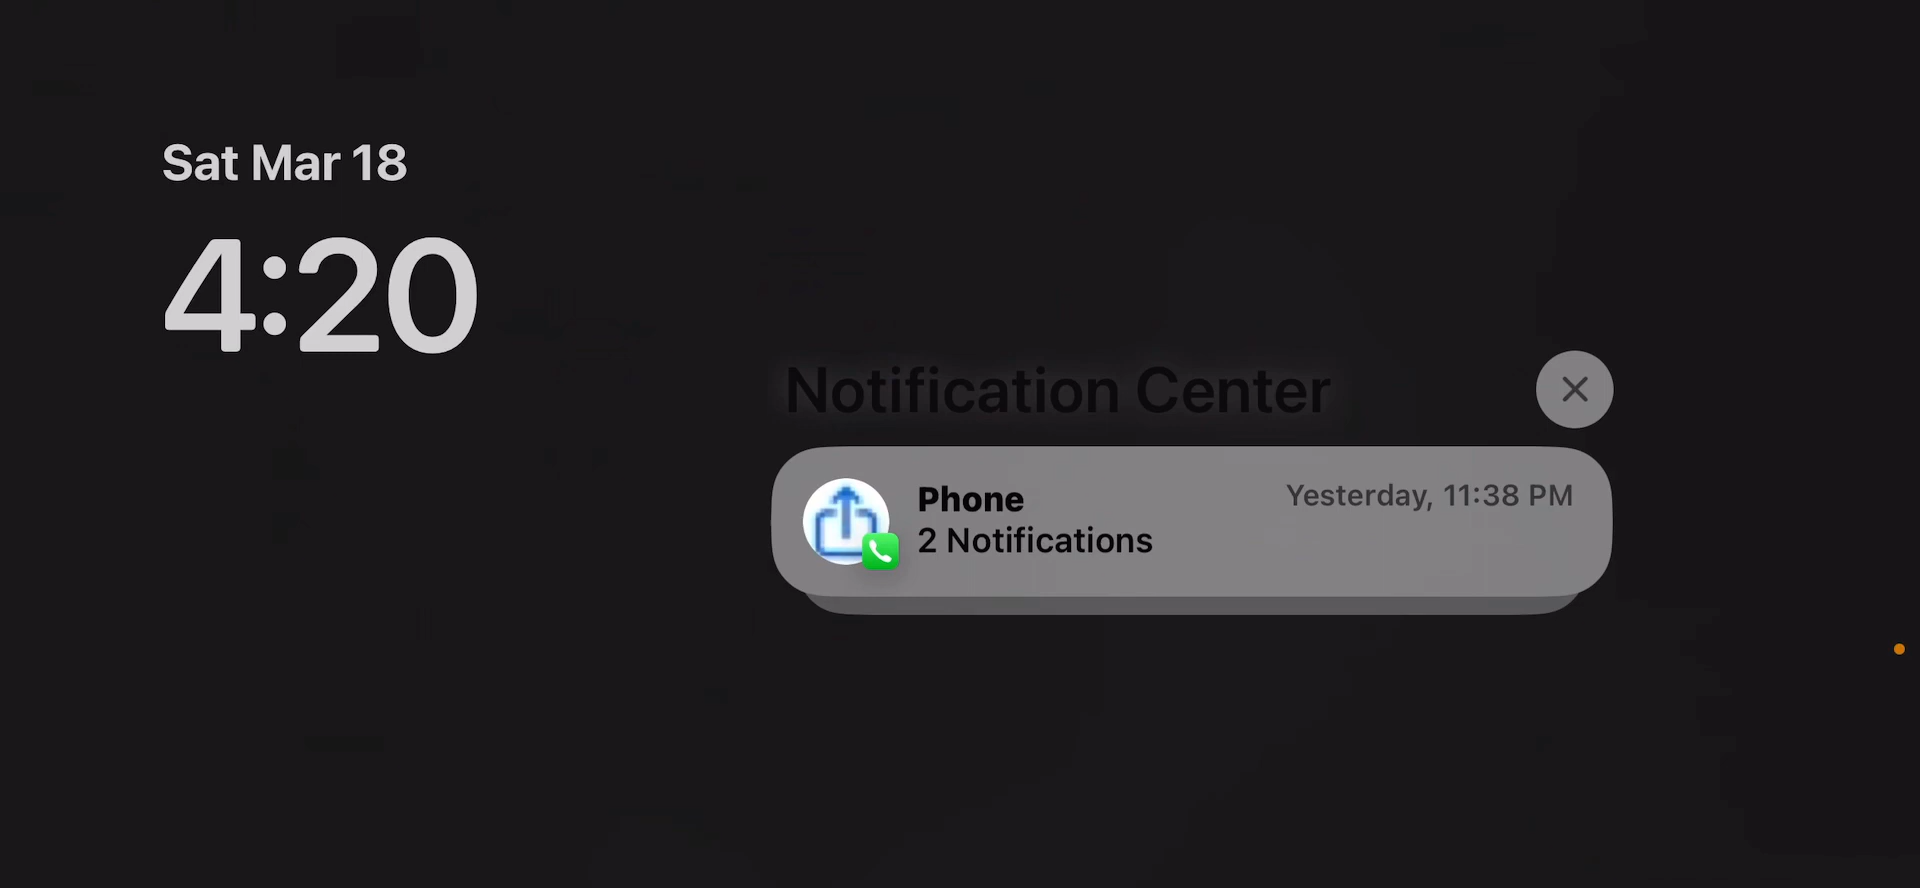 Sat Mar 18
4:20
Notification Center
Phone
Yesterday, 11:38 PM
2 Notifications